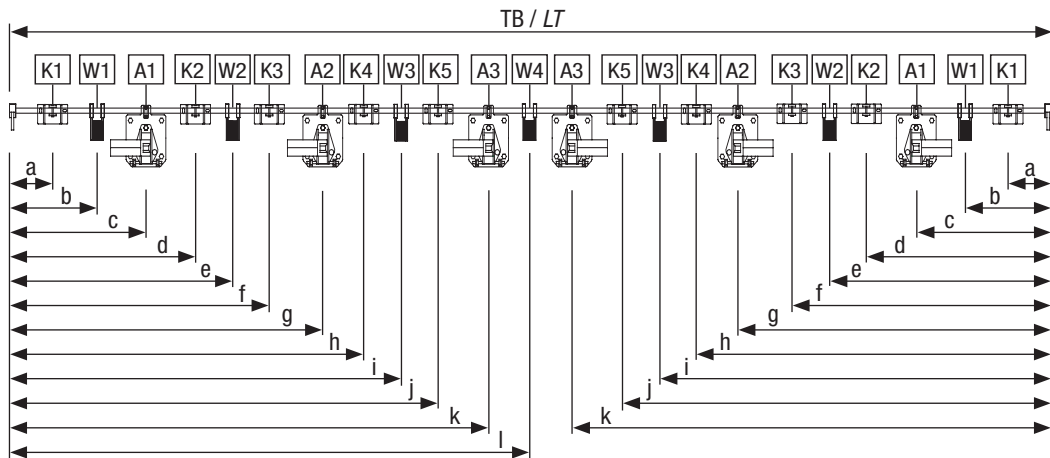 TB / LT
K1 W1 A1 K2 W2 K3 A2 K4 W3 K5 A3 W4 A3 K5 W3 K4 A2 K3 W2 K2 A1 W1 K1
a a
b b
c c
d d
e e
f f
g g
h h
i i
j j
k k
l